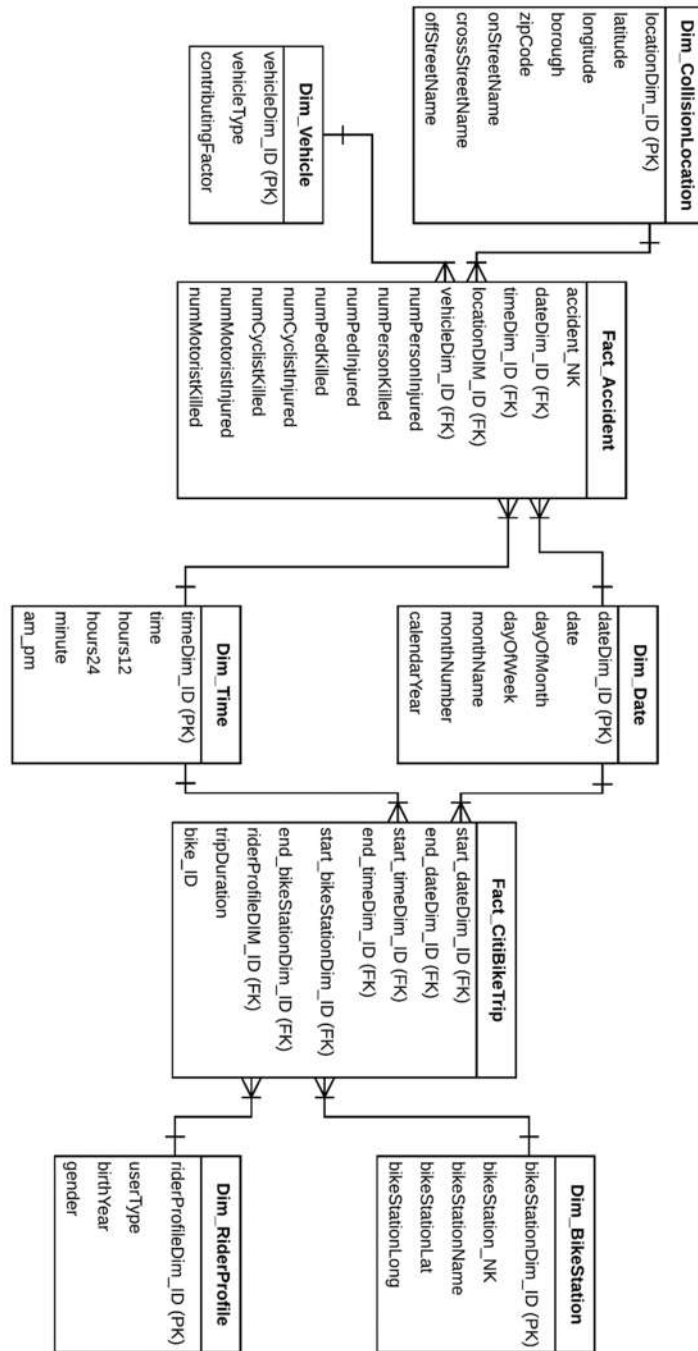 Dim_CollisionLocation
locationDim_ID (PK)
latitude
longitude
borough
zipCode
onStreetName
crossStreetName
offStreetName
Dim_Vehicle
vehicleDim_ID (PK)
vehicleType
contributingFactor
Fact_Accident
accident_NK
dateDim_ID (FK)
timeDim_ID (FK)
locationDIM_ID (FK)
vehicleDim_ID (FK)
numPersonInjured
numPersonKilled
numPedInjured
numPedKilled
numCyclistInjured
numCyclistKilled
numMotoristInjured
numMotoristKilled
Dim_Date
dateDim_ID (PK)
date
dayOfMonth
dayOfWeek
monthName
monthNumber
calendarYear
Dim_Time
timeDim_ID (PK)
time
hours12
hours24
minute
am_pm
Fact_CitiBikeTrip
start_dateDim_ID (FK)
end_dateDim_ID (FK)
start_timeDim_ID (FK)
end_timeDim_ID (FK)
start_bikeStationDim_ID (FK)
end_bikeStationDim_ID (FK)
riderProfileDIM_ID (FK)
tripDuration
bike_ID
Dim_BikeStation
bikeStationDim_ID (PK)
bikeStation_NK
bikeStationName
bikeStationLat
bikeStationLong
Dim_RiderProfile
riderProfileDim_ID (PK)
userType
birthYear
gender